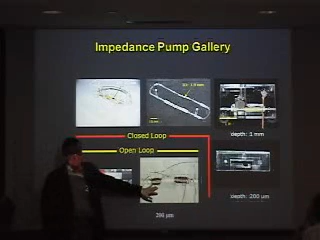 Impedance Pump Gallery
Closed Loop
depth: 1 mm
Open Loop
depth: 200 µm
200 µm